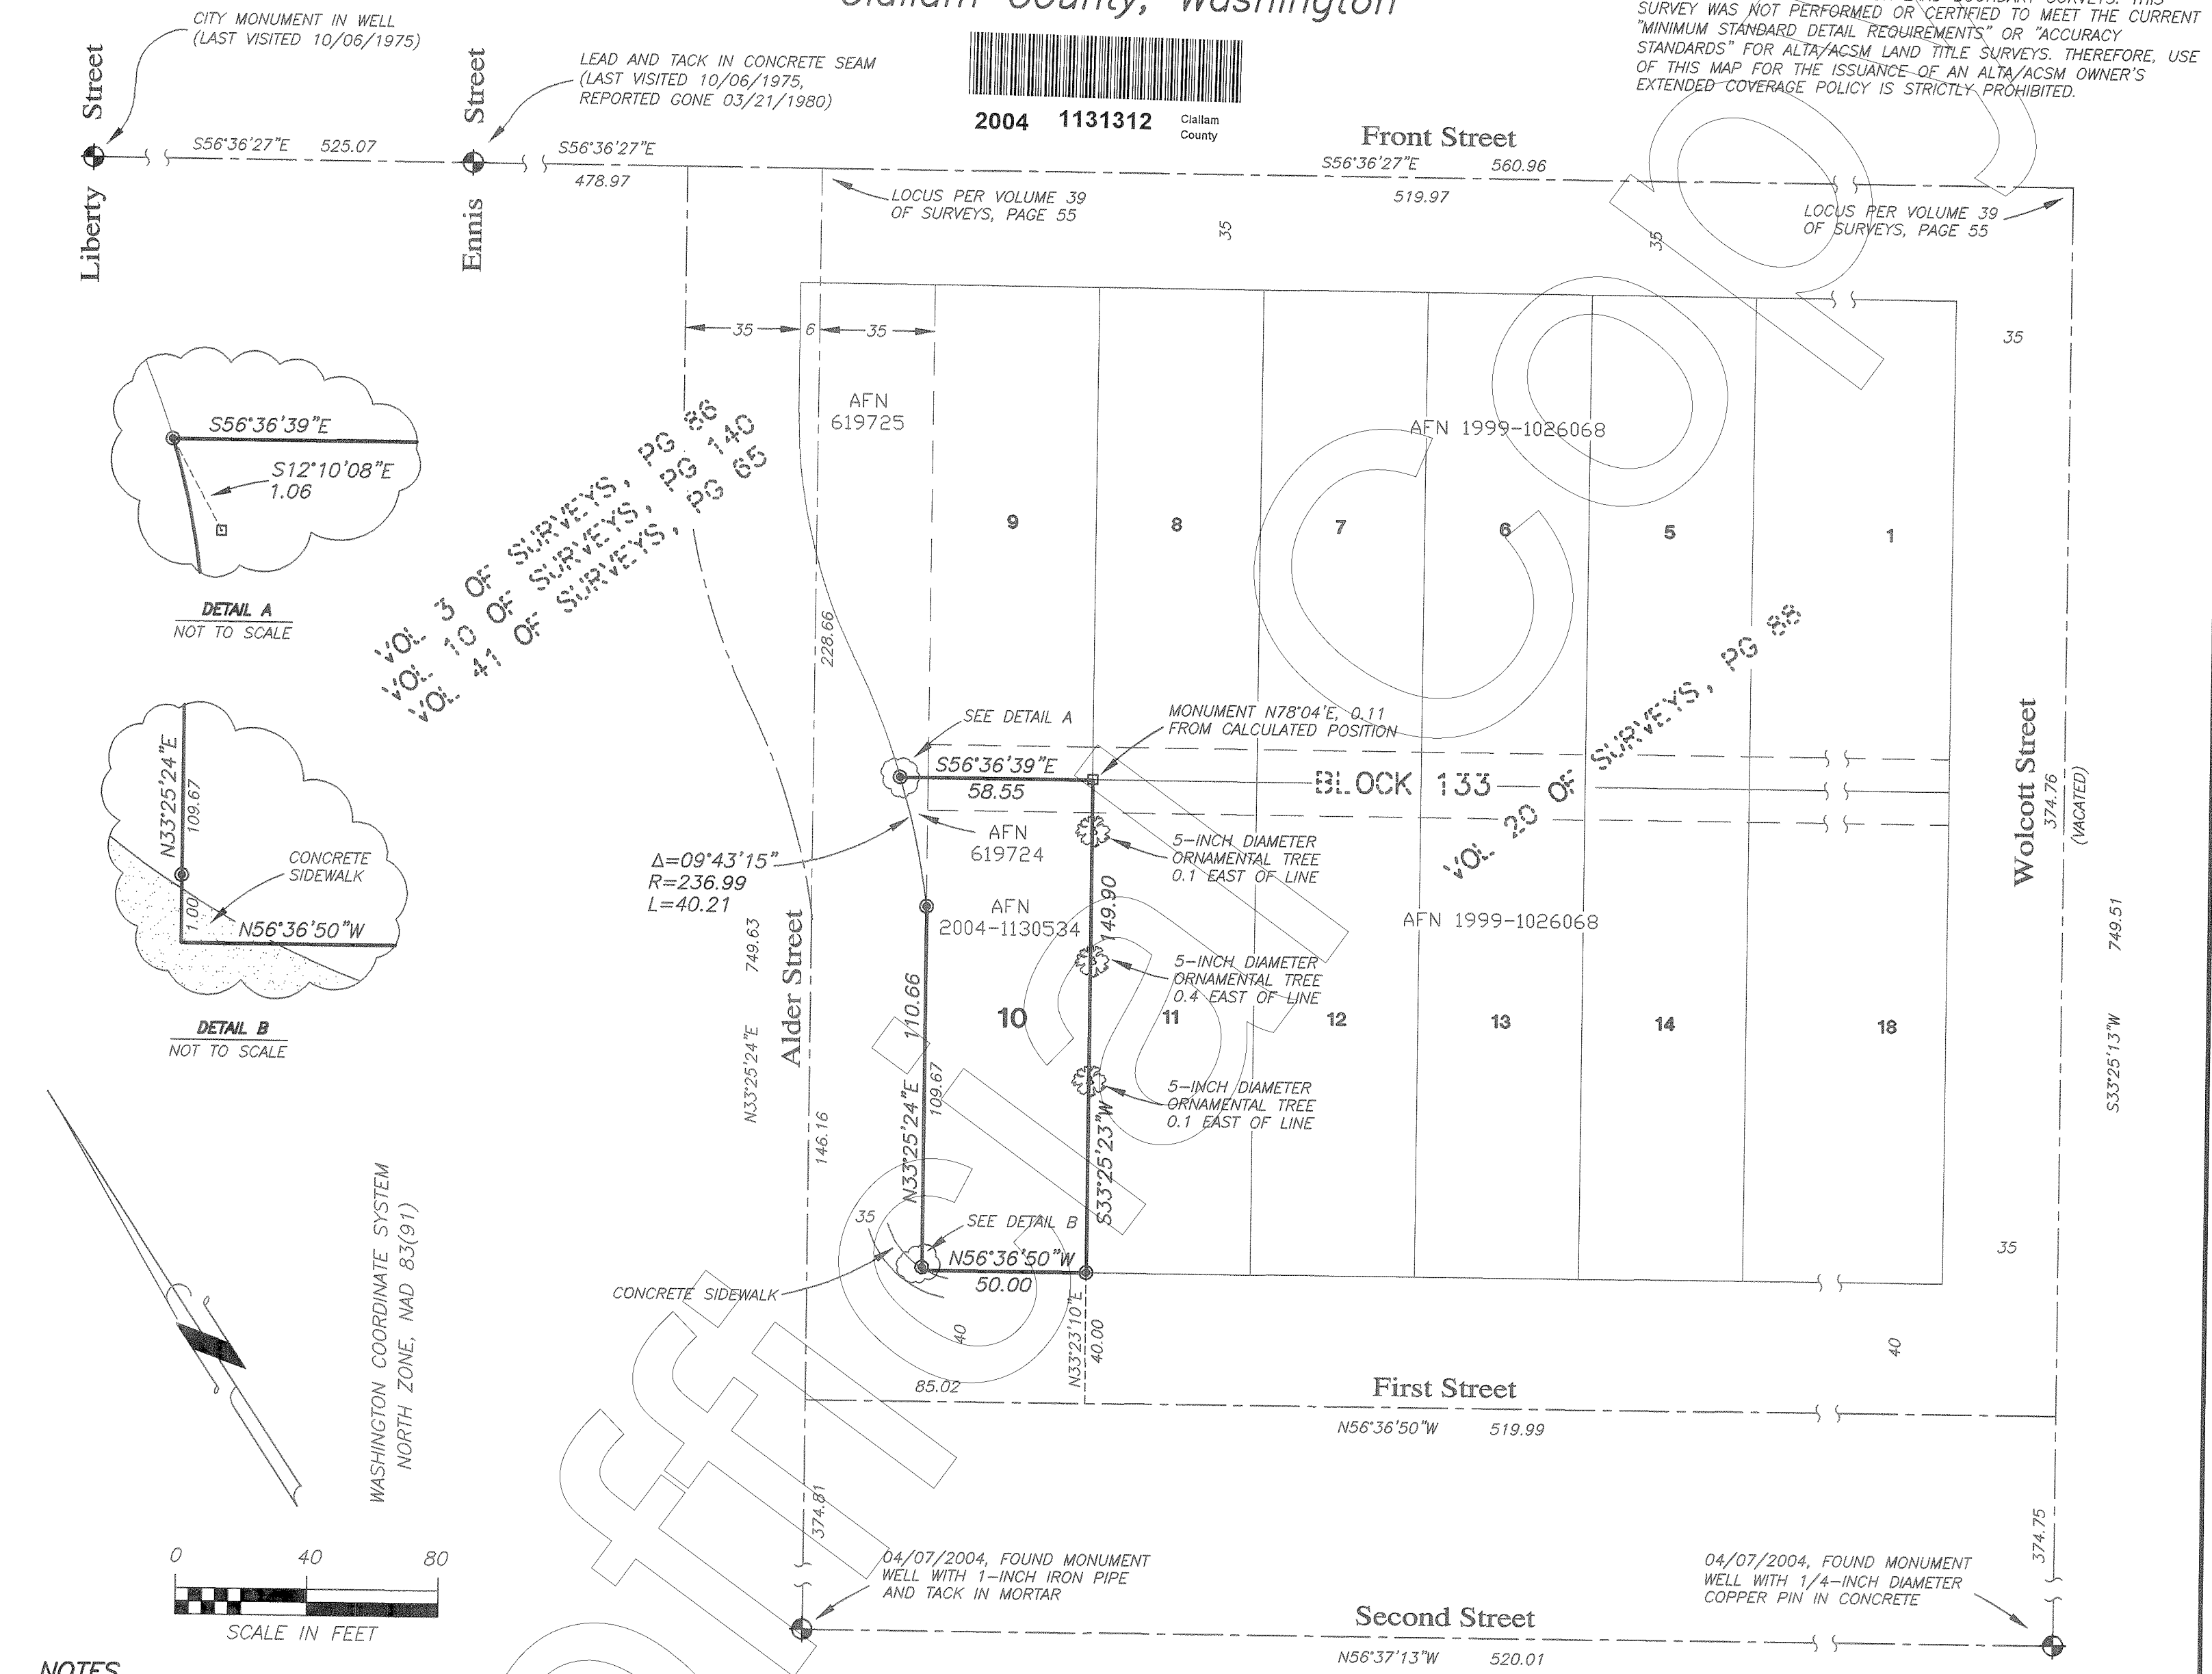 Clallam County, Washington
CITY MONUMENT IN WELL
(LAST VISITED 10/06/1975)
LEAD AND TACK IN CONCRETE SEAM
(LAST VISITED 10/06/1975,
REPORTED GONE 03/21/1980)
2004 1131312 Clallam
County
SURVEY WAS NOT PERFORMED OR CERTIFIED TO MEET THE CURRENT
"MINIMUM STANDARD DETAIL REQUIREMENTS" OR "ACCURACY
STANDARDS" FOR ALTA/ACSM LAND TITLE SURVEYS. THEREFORE, USE
OF THIS MAP FOR THE ISSUANCE OF AN ALTA/ACSM OWNER'S
EXTENDED COVERAGE POLICY IS STRICTLY PROHIBITED.
Liberty Street
Ennis Street
Front Street
S56°36'27"E 525.07
S56°36'27"E
478.97
S56°36'27"E 560.96
519.97
LOCUS PER VOLUME 39
OF SURVEYS, PAGE 55
LOCUS PER VOLUME 39
OF SURVEYS, PAGE 55
35
35
35 6 35
35
AFN
619725
AFN 1999-1026068
S56°36'39"E
S12°10'08"E
1.06
DETAIL A
NOT TO SCALE
VOL 3 OF SURVEYS, PG 86
VOL 10 OF SURVEYS, PG 140
VOL 41 OF SURVEYS, PG 65
9
8
7
6
5
1
228.66
SEE DETAIL A
MONUMENT N78°04'E, 0.11
FROM CALCULATED POSITION
S56°36'39"E
58.55
BLOCK 133
VOL 20 OF SURVEYS, PG 88
Wolcott Street
374.76
(VACATED)
N33°25'24"E
109.67
CONCRETE
SIDEWALK
1.00
N56°36'50"W
DETAIL B
NOT TO SCALE
Δ=09°43'15"
R=236.99
L=40.21
AFN
619724
AFN
2004-1130534
5-INCH DIAMETER
ORNAMENTAL TREE
0.1 EAST OF LINE
AFN 1999-1026068
149.90
5-INCH DIAMETER
ORNAMENTAL TREE
0.4 EAST OF LINE
5-INCH DIAMETER
ORNAMENTAL TREE
0.1 EAST OF LINE
10
11
12
13
14
18
Alder Street
N33°25'24"E 749.63
146.16
110.66
N33°25'24"E
109.67
S33°25'23"W
S33°25'13"W 749.51
35
SEE DETAIL B
N56°36'50"W
50.00
CONCRETE SIDEWALK
35
40
N33°23'10"E
40.00
40
85.02
First Street
N56°36'50"W 519.99
WASHINGTON COORDINATE SYSTEM
NORTH ZONE, NAD 83(91)
374.81
374.75
0 40 80
SCALE IN FEET
04/07/2004, FOUND MONUMENT
WELL WITH 1-INCH IRON PIPE
AND TACK IN MORTAR
04/07/2004, FOUND MONUMENT
WELL WITH 1/4-INCH DIAMETER
COPPER PIN IN CONCRETE
Second Street
N56°37'13"W 520.01
NOTES